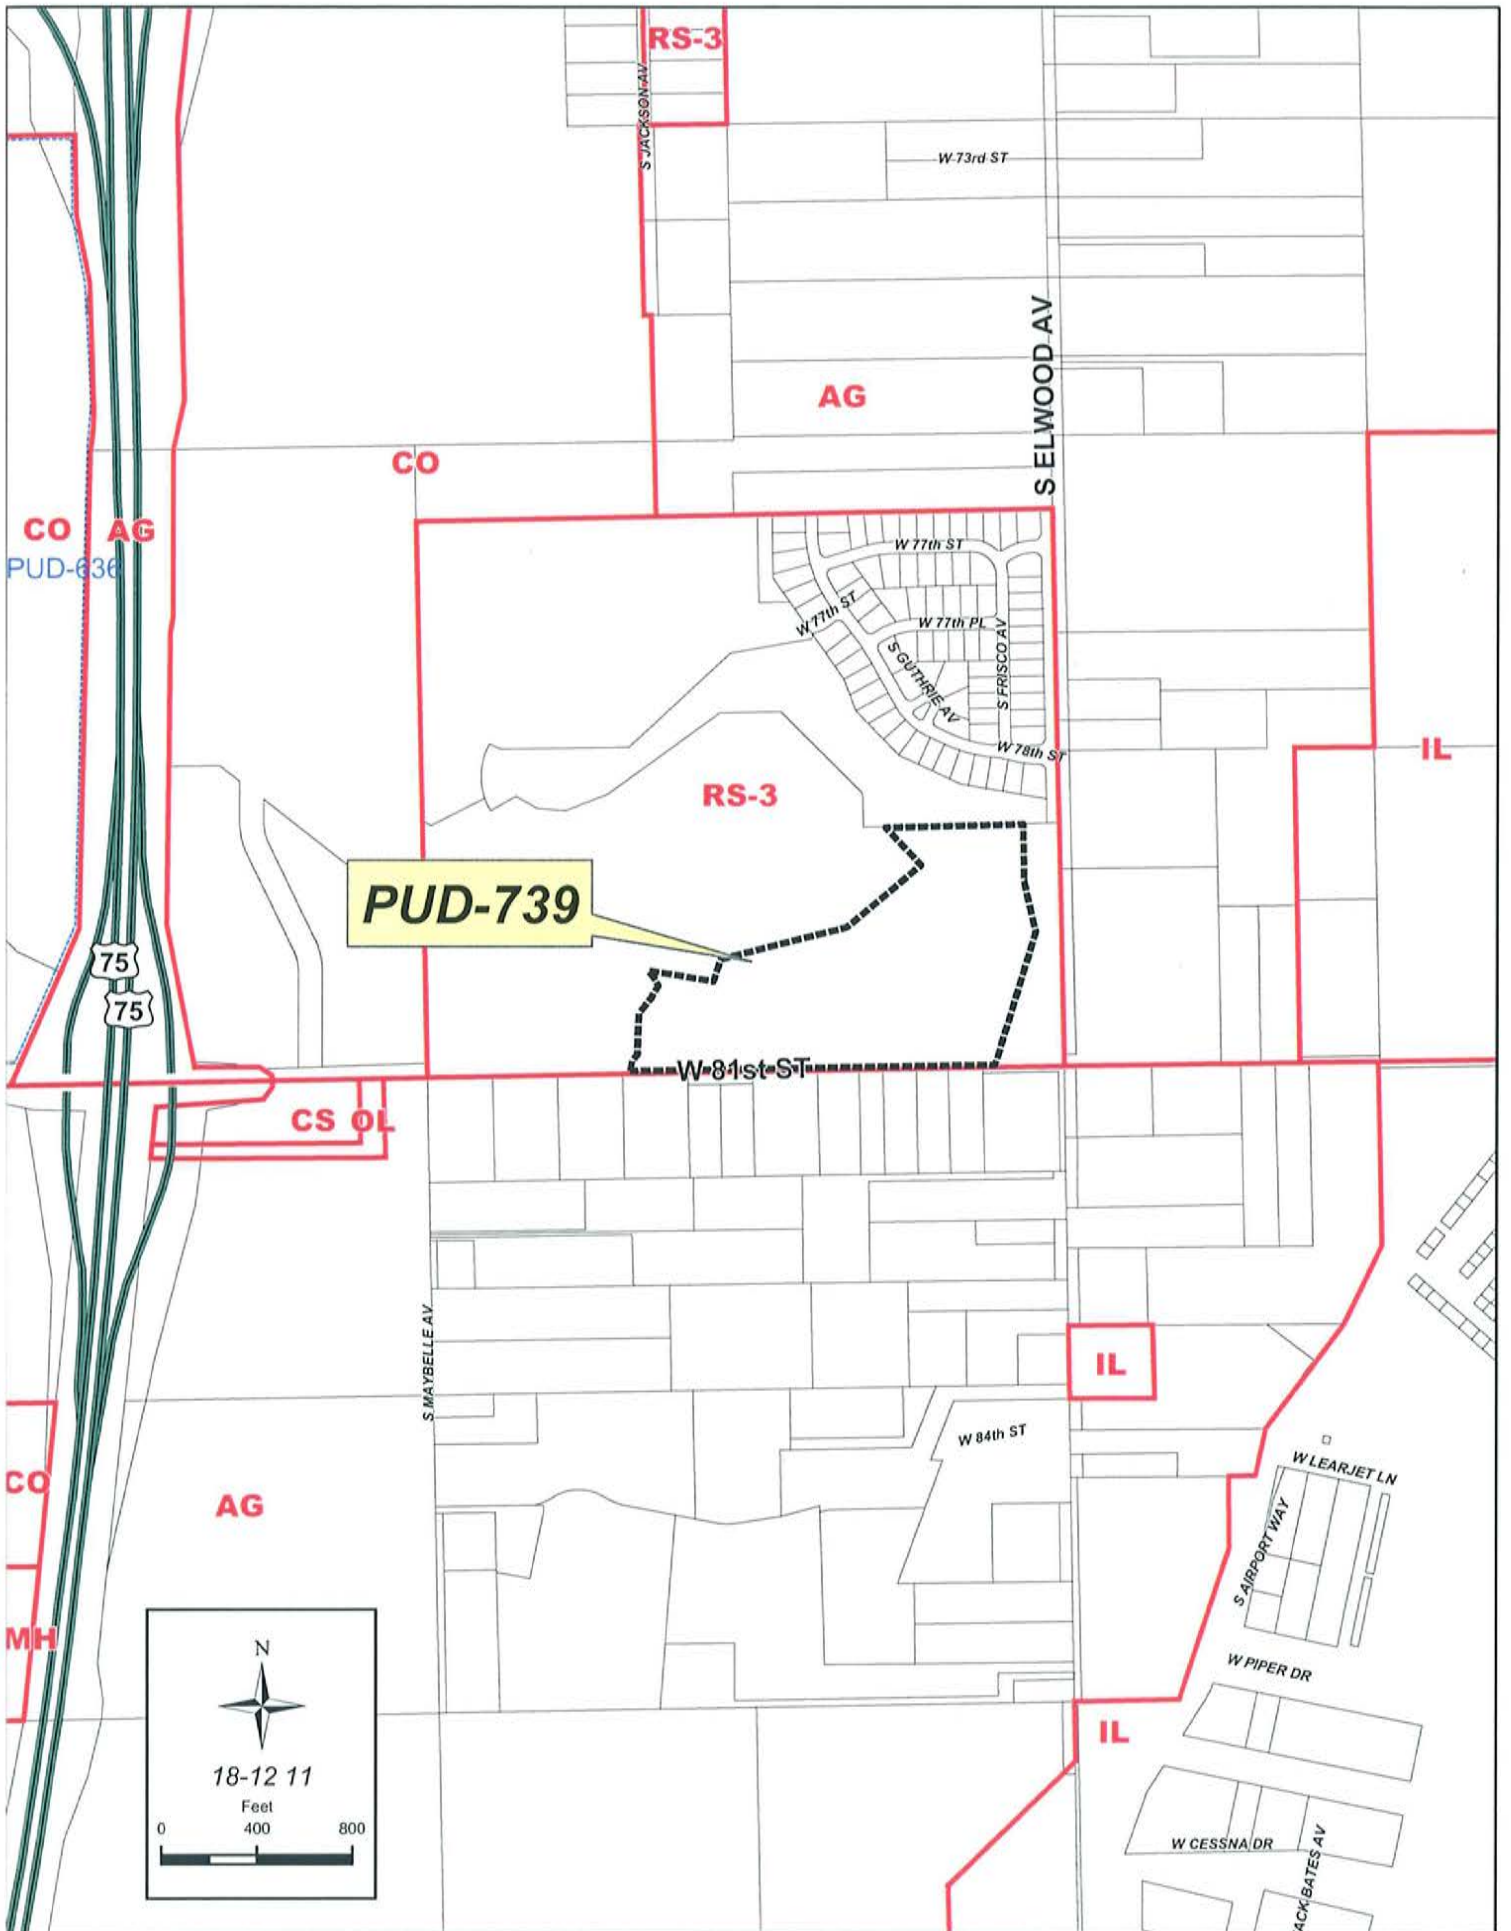 RS-3
S JACKSON AV
W 73rd ST
S ELWOOD AV
AG
CO
CO
AG
PUD-636
W 77th ST
W 77th ST
W 77th PL
S GUTHRIE AV
S FRISCO AV
W 78th ST
IL
RS-3
PUD-739
75
75
W 81st ST
CS
OL
S MAYBELLE AV
IL
W 84th ST
CO
AG
W LEARJET LN
S AIRPORT WAY
MH
W PIPER DR
IL
N
18-12 11
Feet
0 400 800
W CESSNA DR
ACK BATES AV